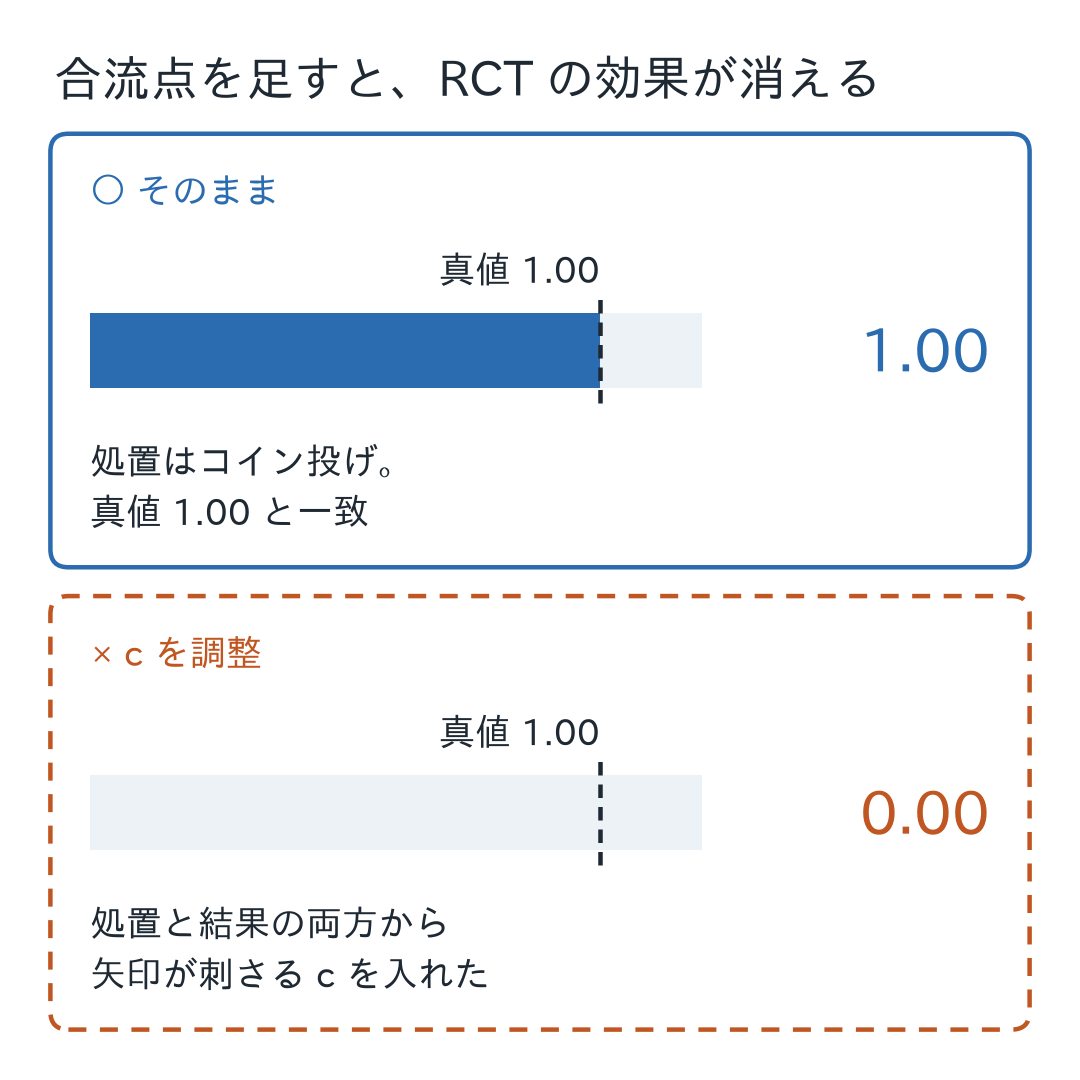 合流点を足すと、RCT の効果が消える
○ そのまま
真値 1.00
1.00
処置はコイン投げ。
真値 1.00 と一致
× c を調整
真値 1.00
0.00
処置と結果の両方から
矢印が刺さる c を入れた